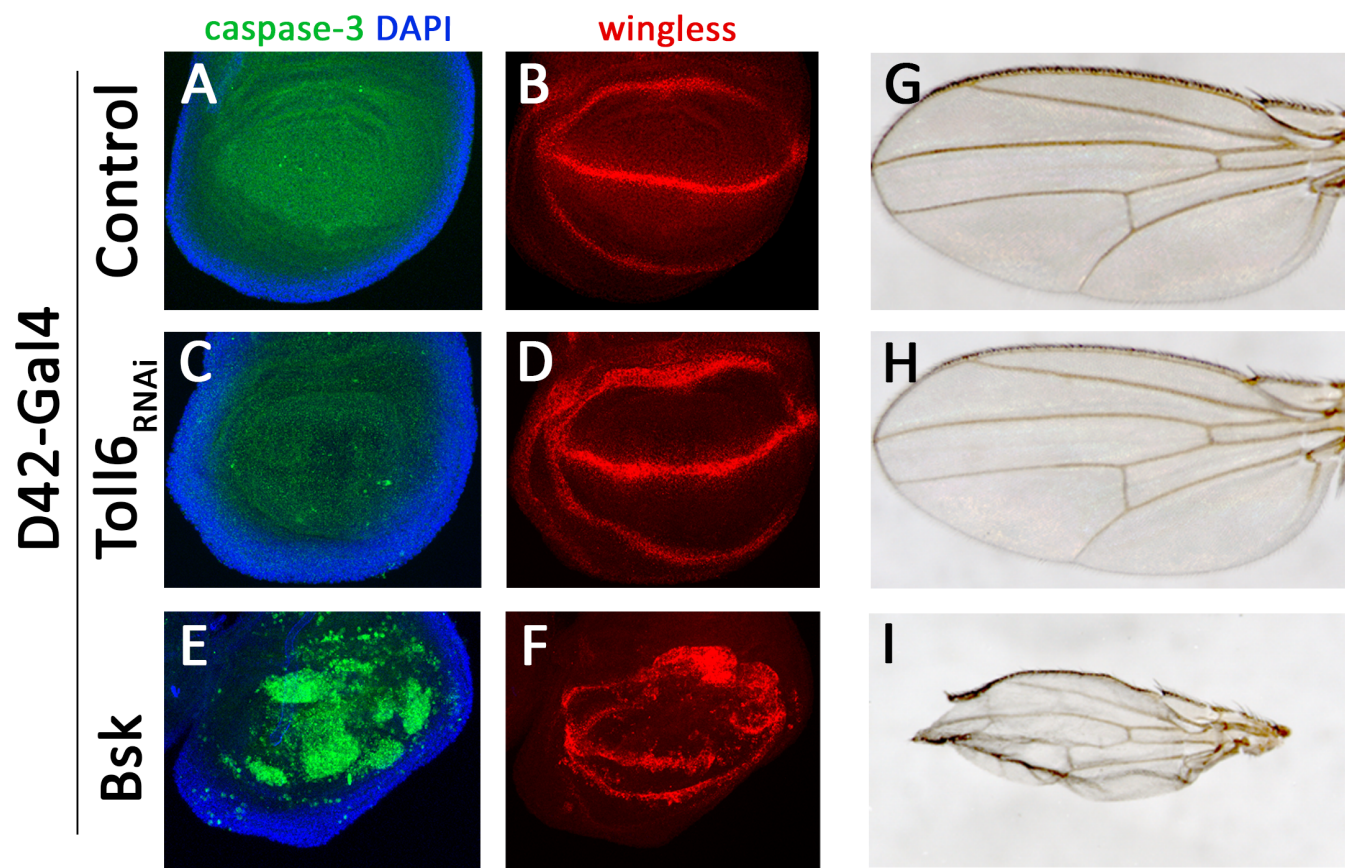 caspase-3 DAPI
wingless
D42-Gal4
Control
A
B
G
Toll6RNAi
C
D
H
Bsk
E
F
I